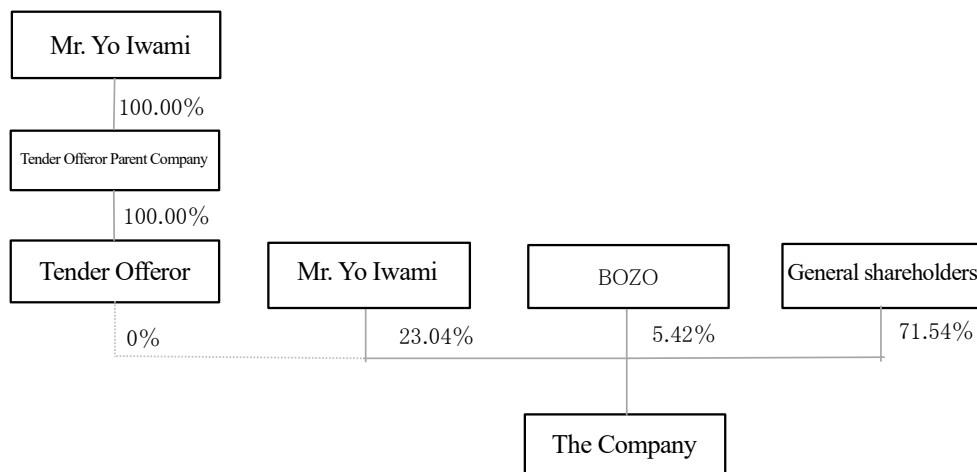 Mr. Yo Iwami
100.00%
Tender Offeror Parent Company
100.00%
Tender Offeror
Mr. Yo Iwami
BOZO
General shareholders
0%
23.04%
5.42%
71.54%
The Company